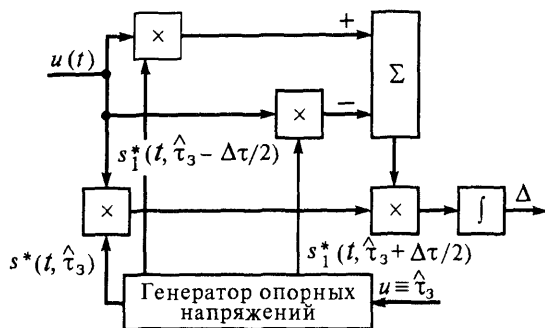 ×
+
Σ
u(t)
×
−
s₁*(t, τ̂₃ − Δτ/2)
×
×
∫
Δ
s*(t, τ̂₃)
s₁*(t, τ̂₃ + Δτ/2)
Генератор опорных
напряжений
u ≡ τ̂₃